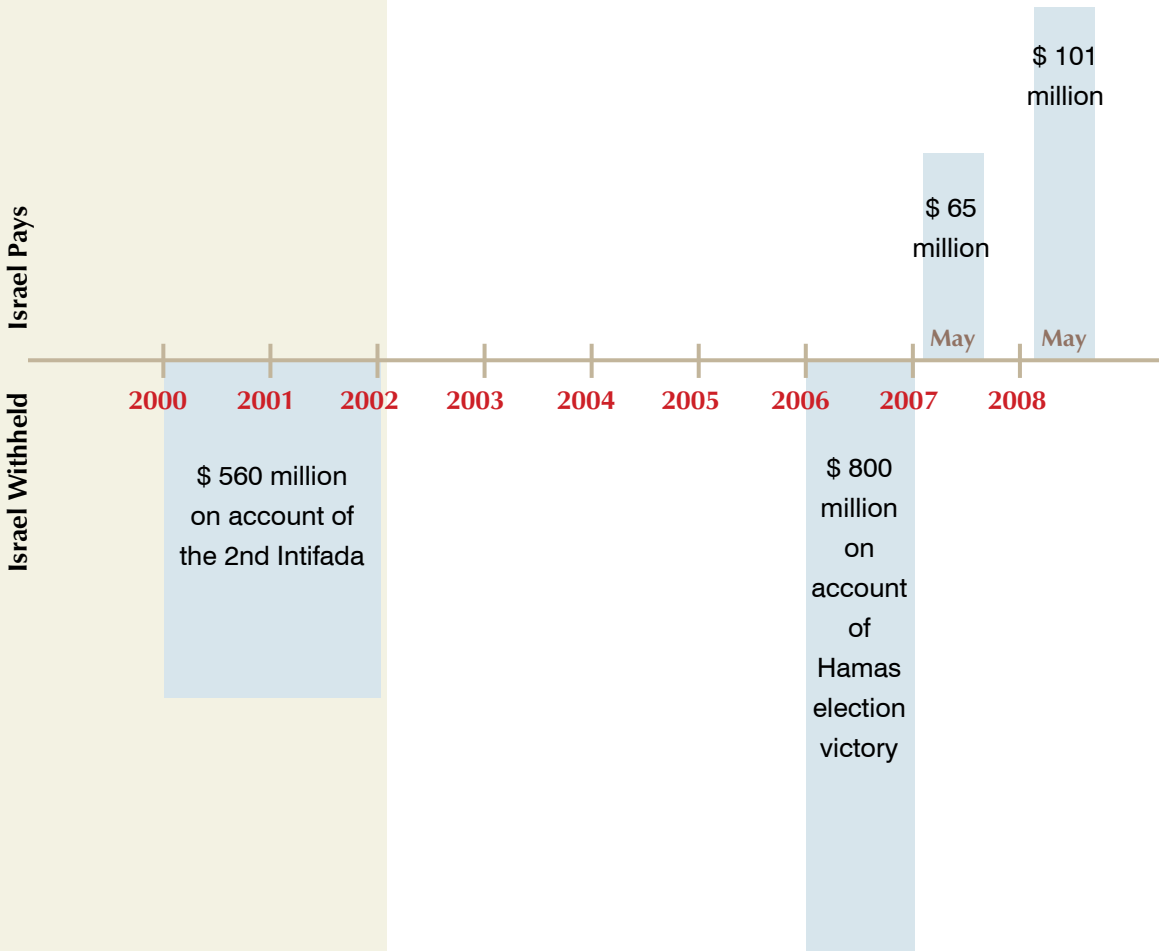 $ 101
million
$ 65
million
Israel Pays
May
May
2000 2001 2002 2003 2004 2005 2006 2007 2008
Israel Withheld
$ 560 million
on account of
the 2nd Intifada
$ 800
million
on
account
of
Hamas
election
victory